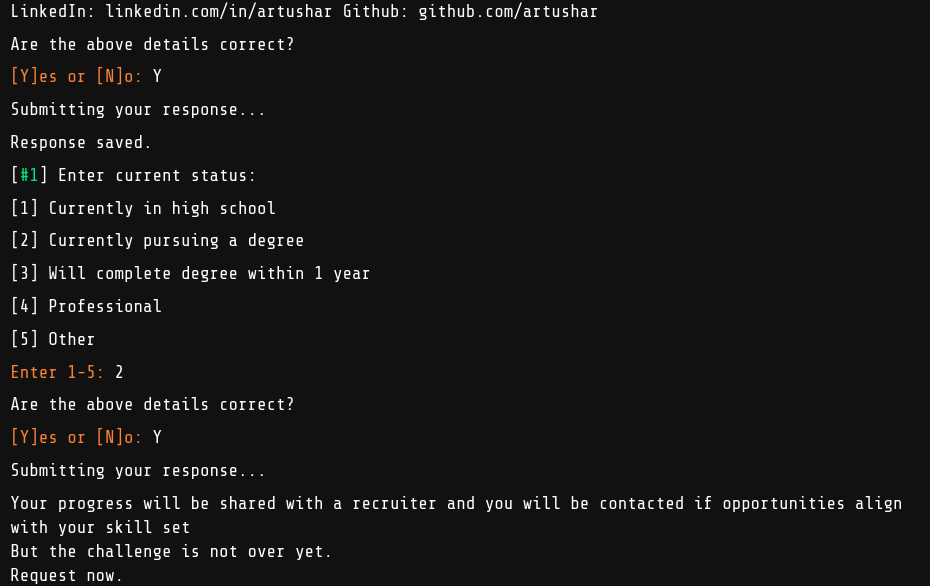 LinkedIn: linkedin.com/in/artushar Github: github.com/artushar
Are the above details correct?
[Y]es or [N]o: Y
Submitting your response...
Response saved.
[#1] Enter current status:
[1] Currently in high school
[2] Currently pursuing a degree
[3] Will complete degree within 1 year
[4] Professional
[5] Other
Enter 1-5: 2
Are the above details correct?
[Y]es or [N]o: Y
Submitting your response...
Your progress will be shared with a recruiter and you will be contacted if opportunities align
with your skill set
But the challenge is not over yet.
Request now.